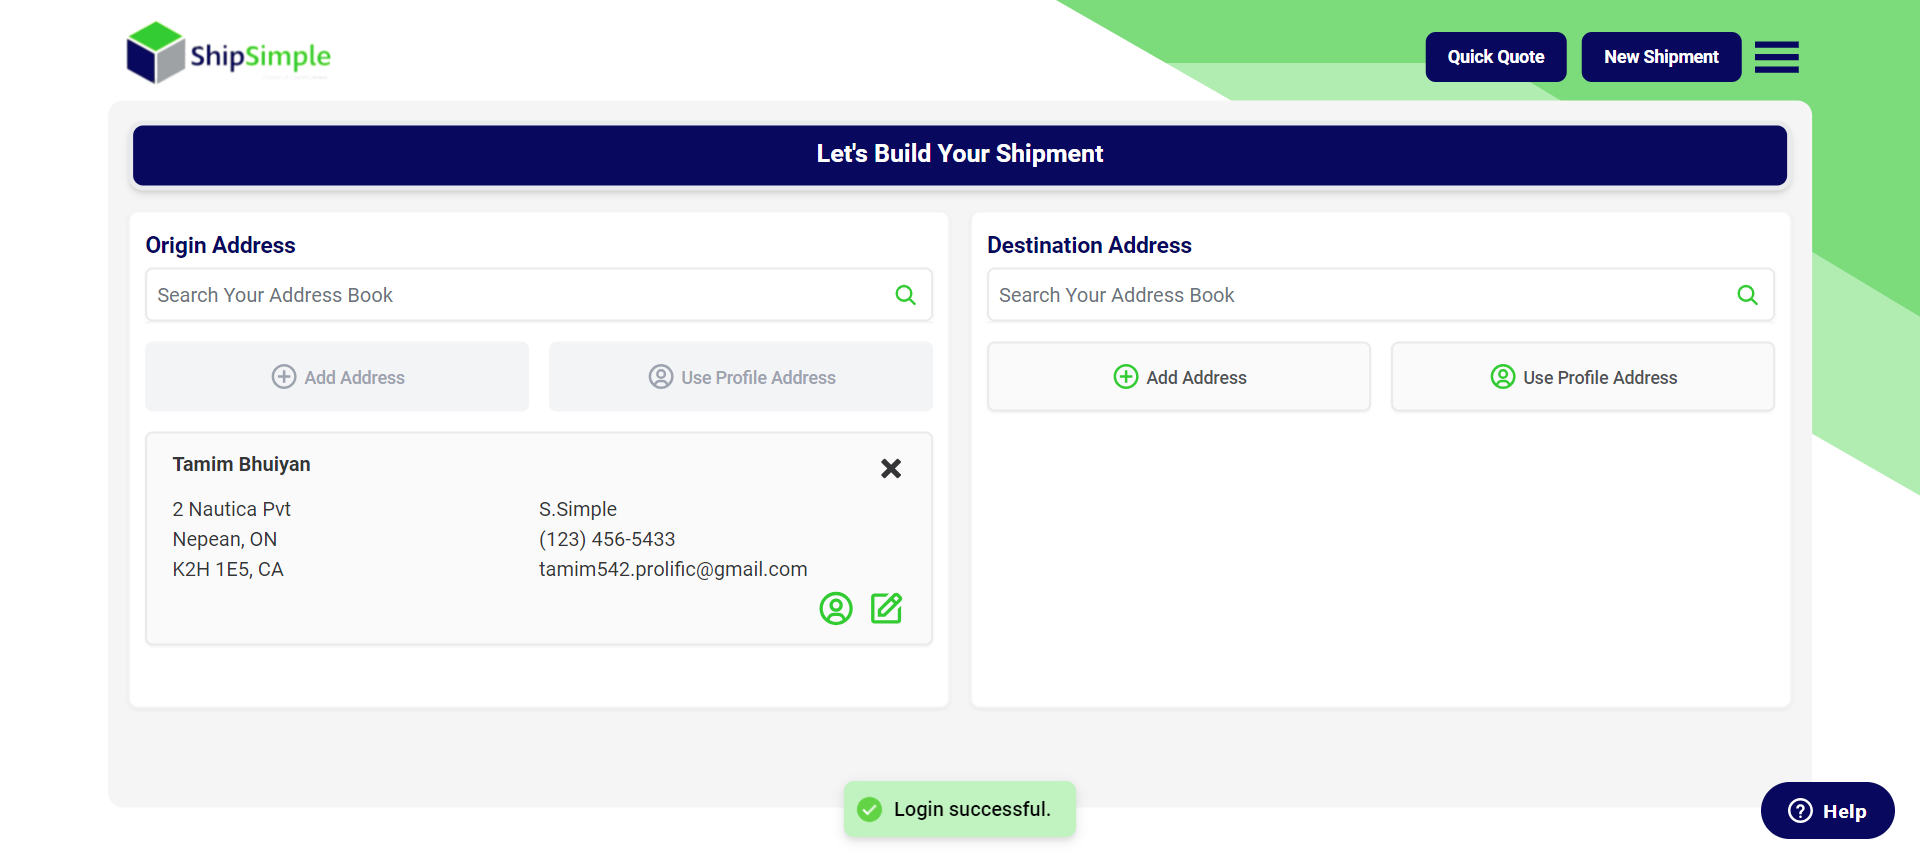 ShipSimple
Quick Quote
New Shipment
Let's Build Your Shipment
Origin Address
Search Your Address Book
Add Address
Use Profile Address
Tamim Bhuiyan
2 Nautica Pvt
Nepean, ON
K2H 1E5, CA
S.Simple
(123) 456-5433
tamim542.prolific@gmail.com
Destination Address
Search Your Address Book
Add Address
Use Profile Address
Login successful.
Help